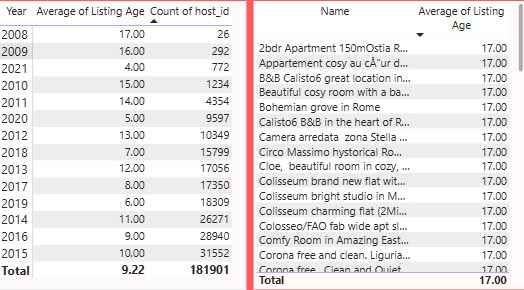 Year Average of Listing Age Count of host_id
2008 17.00 26
2009 16.00 292
2021 4.00 772
2010 15.00 1234
2011 14.00 4354
2020 5.00 9597
2012 13.00 10349
2018 7.00 15799
2013 12.00 17056
2017 8.00 17350
2019 6.00 18309
2014 11.00 26271
2016 9.00 28940
2015 10.00 31552
Total 9.22 181901
Name Average of Listing
Age
2bdr Apartment 150mOstia R... 17.00
Appartement cosy au cÅ"ur d... 17.00
B&B Calisto6 great location in... 17.00
Beautiful cosy room with a ba... 17.00
Bohemian grove in Rome 17.00
Calisto6 B&B in the heart of R... 17.00
Camera arredata zona Stella ... 17.00
Circo Massimo hystorical Ro... 17.00
Cloe, beautiful room in cozy, ... 17.00
Colisseum brand new flat wit... 17.00
Colisseum bright studio in M... 17.00
Colisseum charming flat (2Mi... 17.00
Colosseo/FAO fab wide apt sl... 17.00
Comfy Room in Amazing East... 17.00
Corona free and clean. Liguria... 17.00
Corona free. Clean and Quiet 17.00
Total 17.00